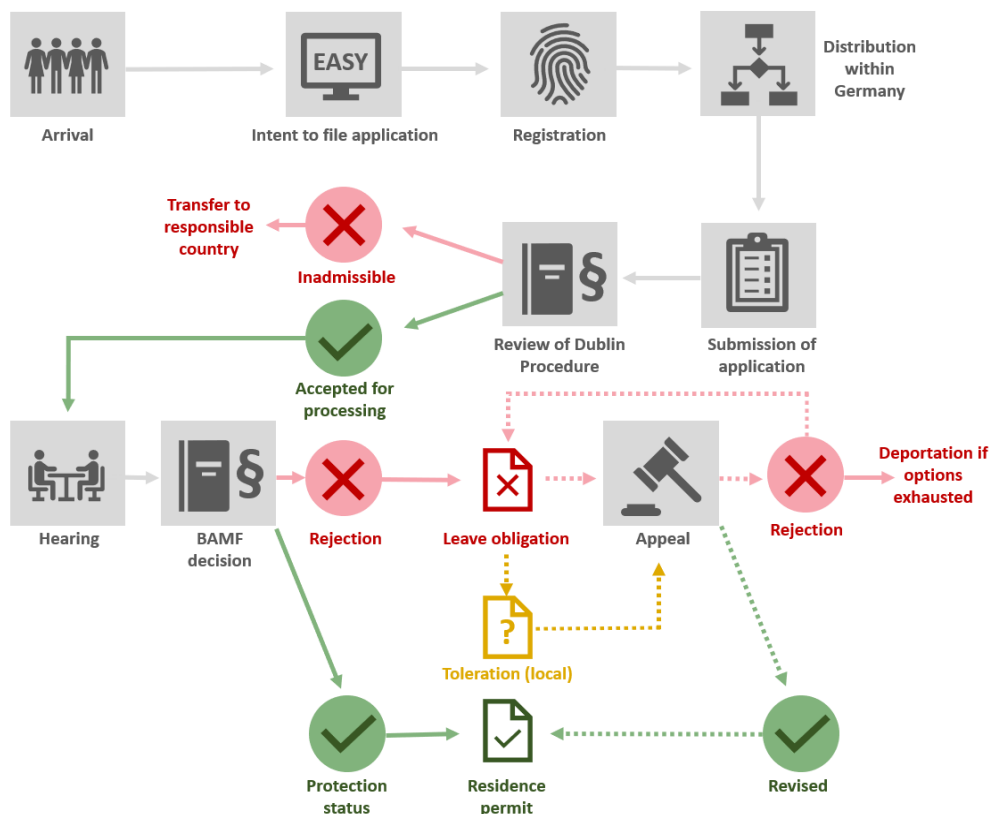 EASY
Distribution
within
Germany
Arrival
Intent to file application
Registration
Transfer to
responsible
country
§
Inadmissible
Review of Dublin
Procedure
Submission of
application
Accepted for
processing
§
Deportation if
options
exhausted
Hearing
BAMF
decision
Rejection
Leave obligation
Appeal
Rejection
?
Toleration (local)
Protection
status
Residence
permit
Revised